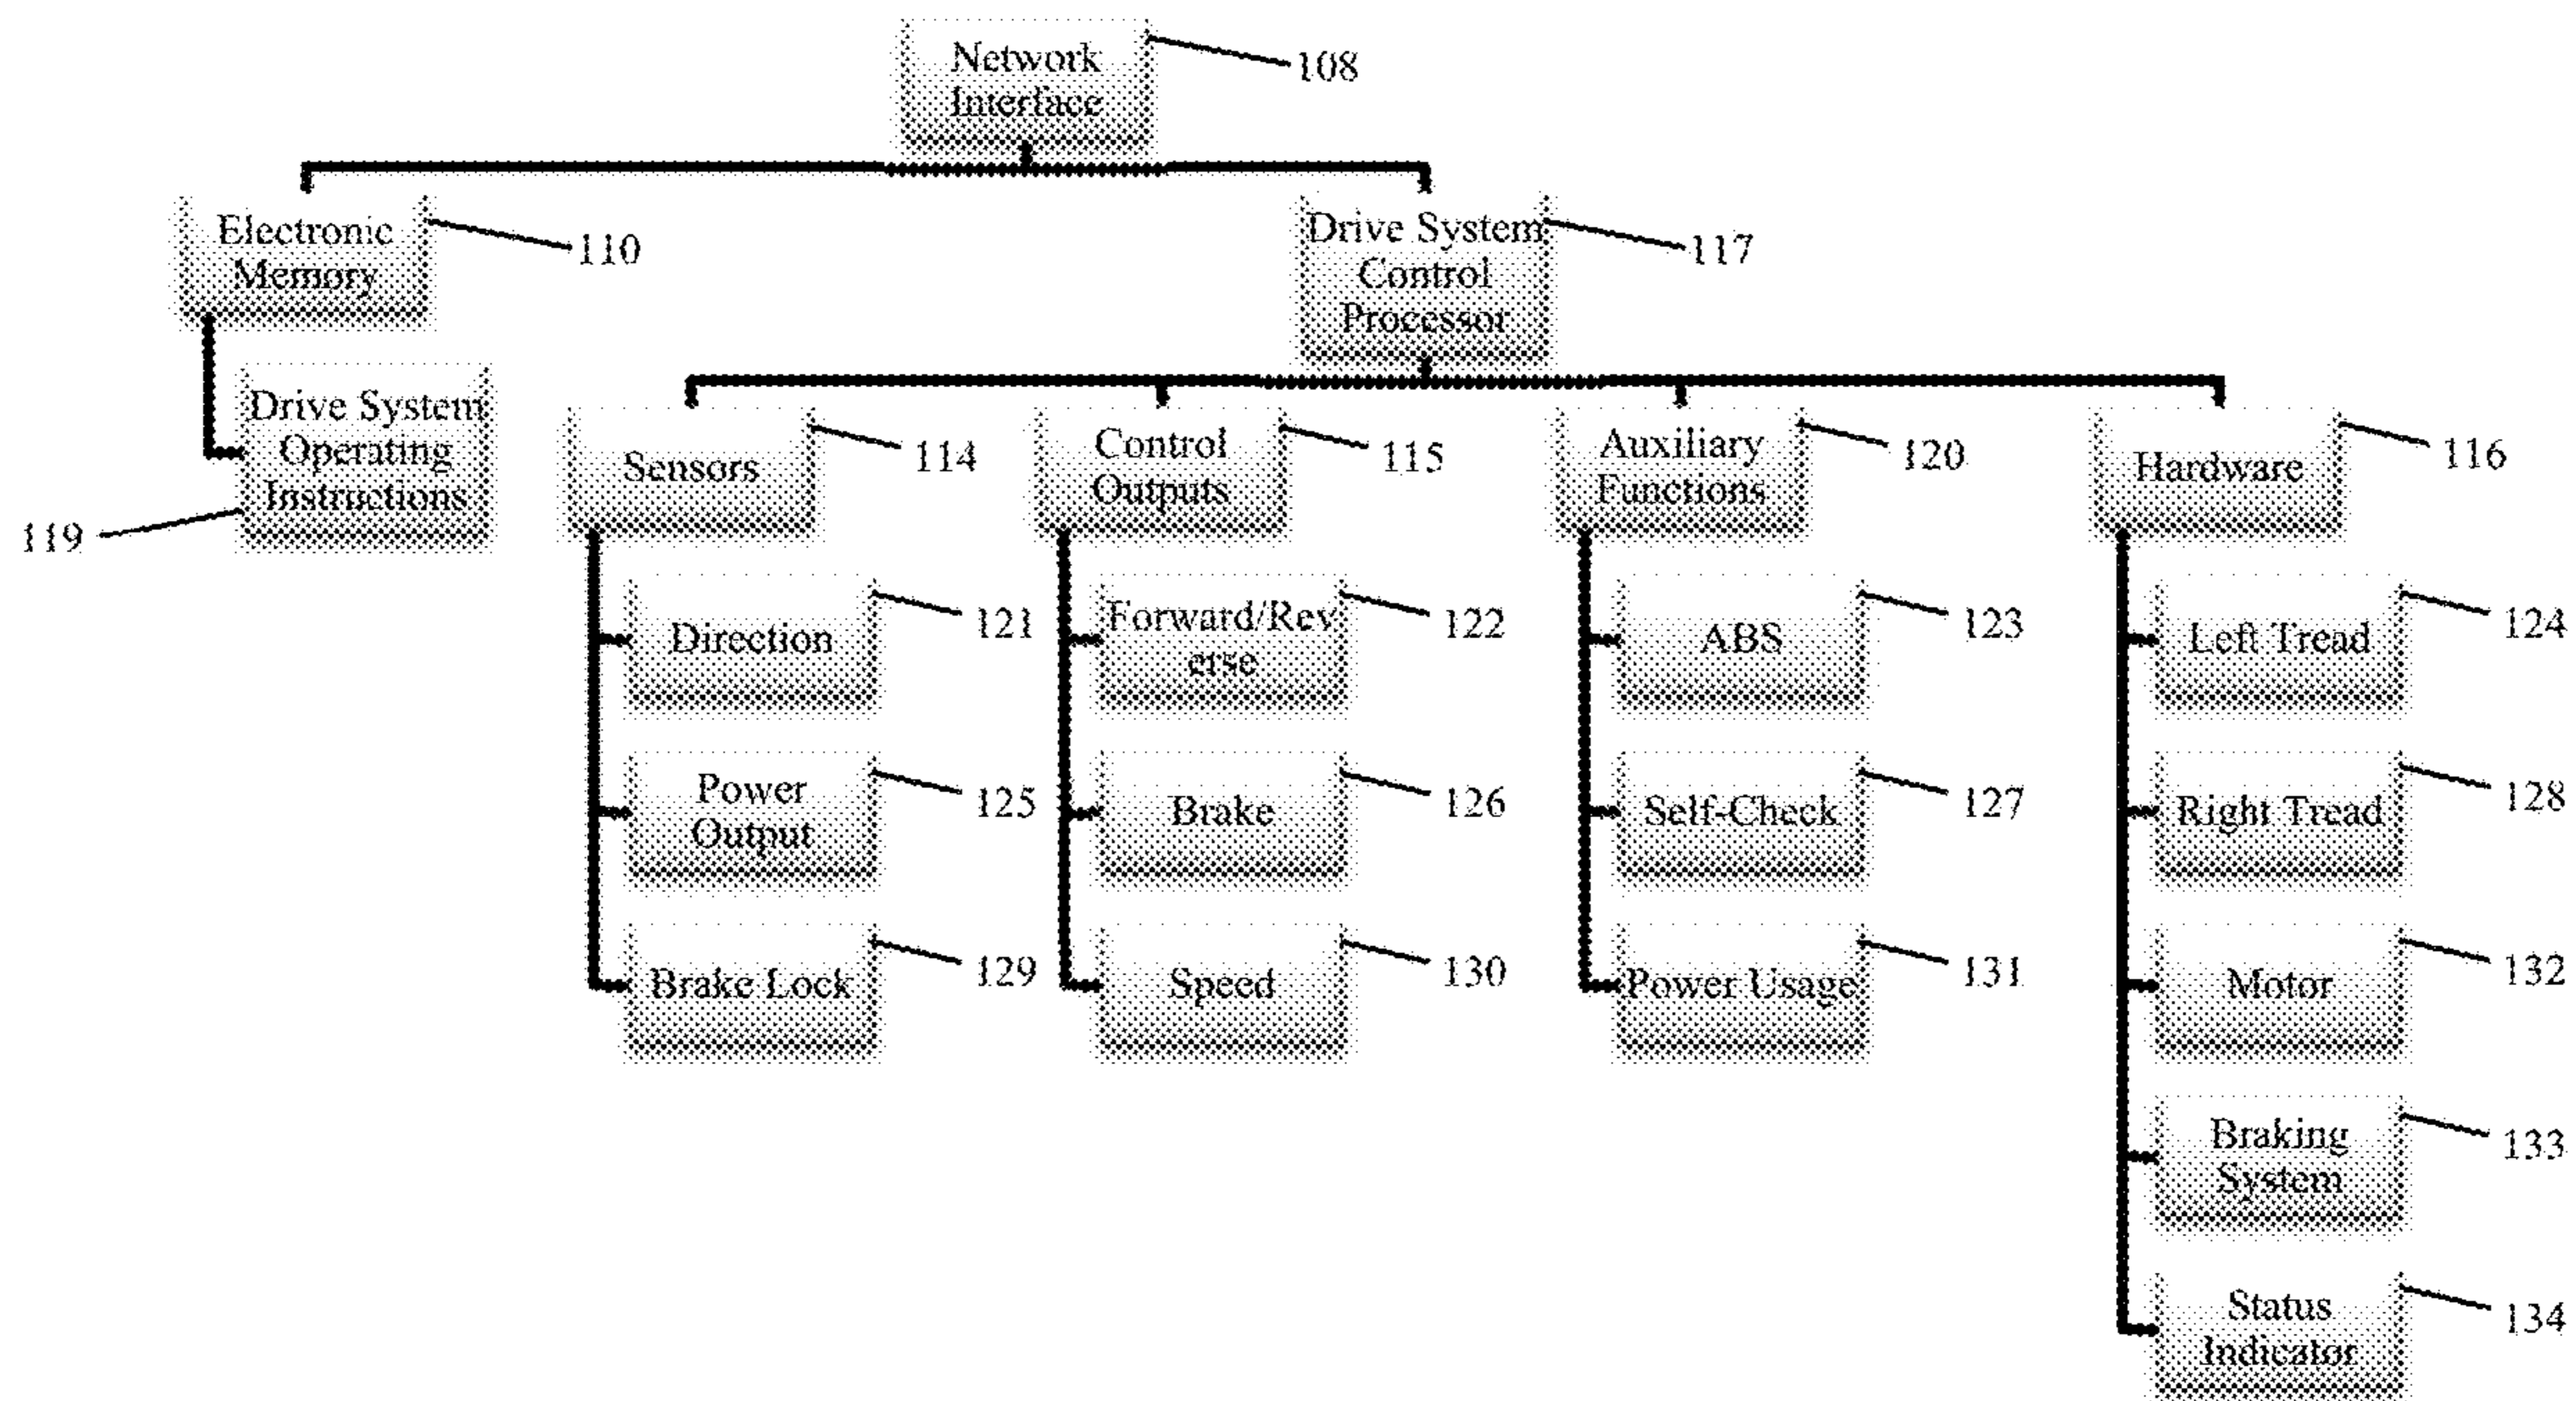 Network
Interface
108
Electronic
Memory
110
Drive System
Control
Processor
117
Drive System
Operating
Instructions
119
Sensors
114
Control
Outputs
115
Auxiliary
Functions
120
Hardware
116
Direction
121
Forward/Rev
erse
122
ABS
123
Left Tread
124
Power
Output
125
Brake
126
Self-Check
127
Right Tread
128
Brake Lock
129
Speed
130
Power Usage
131
Motor
132
Braking
System
133
Status
Indicator
134